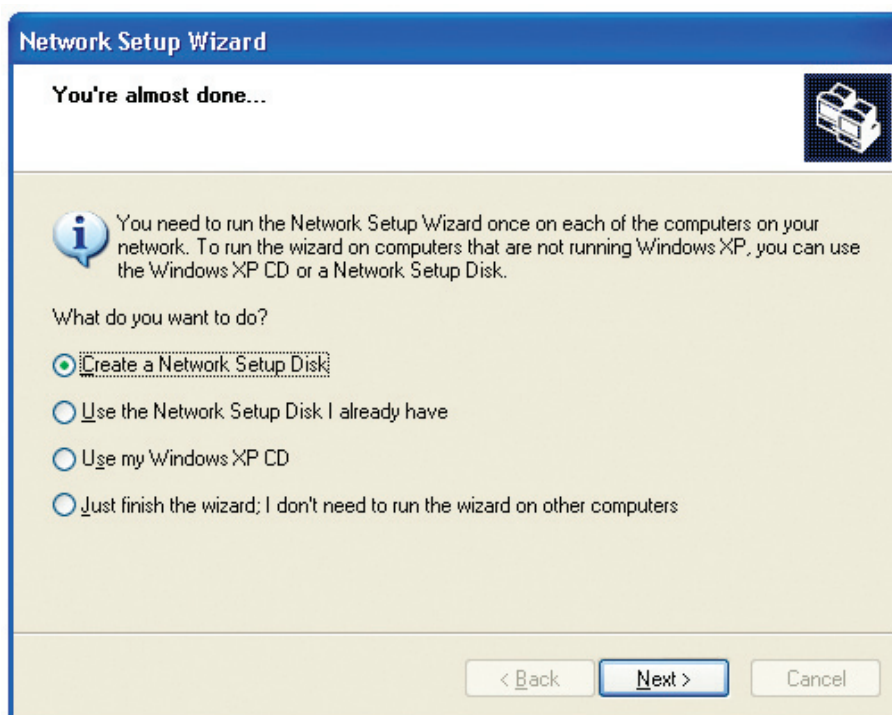 Network Setup Wizard
You're almost done...
You need to run the Network Setup Wizard once on each of the computers on your
network. To run the wizard on computers that are not running Windows XP, you can use
the Windows XP CD or a Network Setup Disk.
What do you want to do?
Create a Network Setup Disk
Use the Network Setup Disk I already have
Use my Windows XP CD
Just finish the wizard; I don't need to run the wizard on other computers
< Back
Next >
Cancel